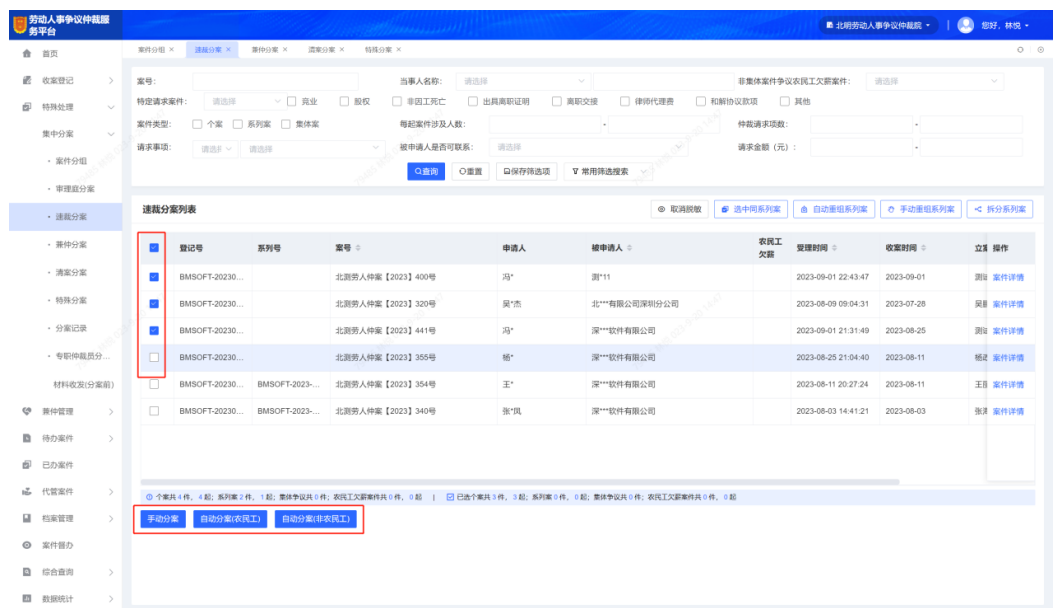 劳动人事争议仲裁服
务平台
北明劳动人事争议仲裁院
您好，林悦
首页
收案登记
特殊处理
集中分案
· 案件分组
· 审理庭分案
· 速裁分案
· 兼仲分案
· 清案分案
· 特殊分案
· 分案记录
· 专职仲裁员分...
材料收发(分案前)
兼仲管理
待办案件
已办案件
代管案件
档案管理
案件督办
综合查询
数据统计
案件分组 × 速裁分案 × 兼仲分案 × 清案分案 × 特殊分案 ×
案号： 当事人名称： 请选择 非集体案件争议农民工欠薪案件： 请选择
特定请求案件： 请选择 竞业 股权 非因工死亡 出具离职证明 离职交接 律师代理费 和解协议款项 其他
案件类型： 个案 系列案 集体案 每起案件涉及人数： - 仲裁请求项数： -
请求事项： 请选择 被申请人是否可联系： 请选择 请求金额（元）： -
查询 重置 保存筛选项 常用筛选搜索
速裁分案列表 取消脱敏 选中同系列案 自动重组系列案 手动重组系列案 拆分系列案
登记号 系列号 案号 申请人 被申请人 农民工欠薪 受理时间 收案时间 操作
BMSOFT-20230... 北测劳人仲案【2023】400号 冯* 测*11 2023-09-01 22:43:47 2023-09-01 案件详情
BMSOFT-20230... 北测劳人仲案【2023】320号 吴*杰 北***有限公司深圳分公司 2023-08-09 09:04:31 2023-07-28 案件详情
BMSOFT-20230... 北测劳人仲案【2023】441号 冯* 深***软件有限公司 2023-09-01 21:31:49 2023-08-25 案件详情
BMSOFT-20230... 北测劳人仲案【2023】355号 杨* 深***软件有限公司 2023-08-25 21:04:40 2023-08-11 案件详情
BMSOFT-20230... BMSOFT-2023-... 北测劳人仲案【2023】354号 王* 深***软件有限公司 2023-08-11 20:27:24 2023-08-11 案件详情
BMSOFT-20230... BMSOFT-2023-... 北测劳人仲案【2023】340号 张*凤 深***软件有限公司 2023-08-03 14:41:21 2023-08-03 案件详情
个案共 4 件， 4 起；系列案 2 件， 1 起；集体争议共 0 件；农民工欠薪案件共 0 件， 0 起 | 已选个案共 3 件， 3 起；系列案 0 件， 0 起；集体争议共 0 件；农民工欠薪案件共 0 件， 0 起
手动分案 自动分案(农民工) 自动分案(非农民工)